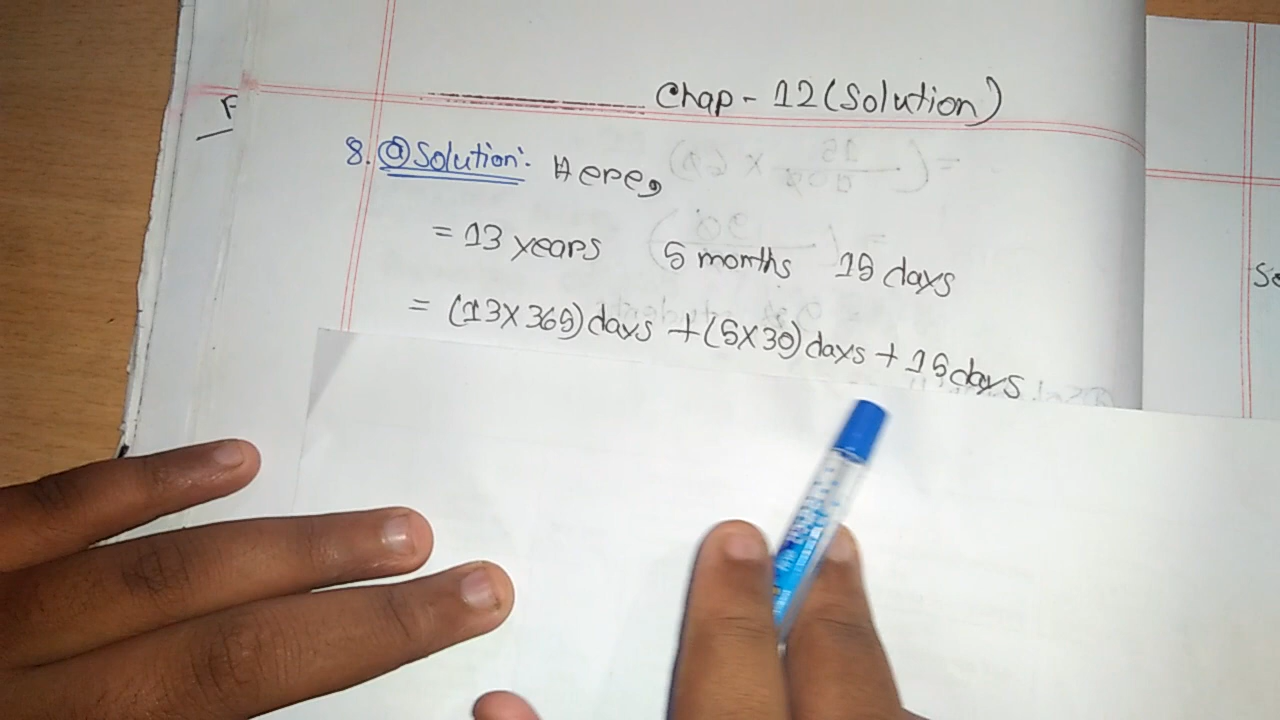 Chap - 12 (Solution)
F
8. ⓐ Solution: Here,
= 13 years 5 months 15 days
= (13 X 365) days + (5 X 30) days + 15 days